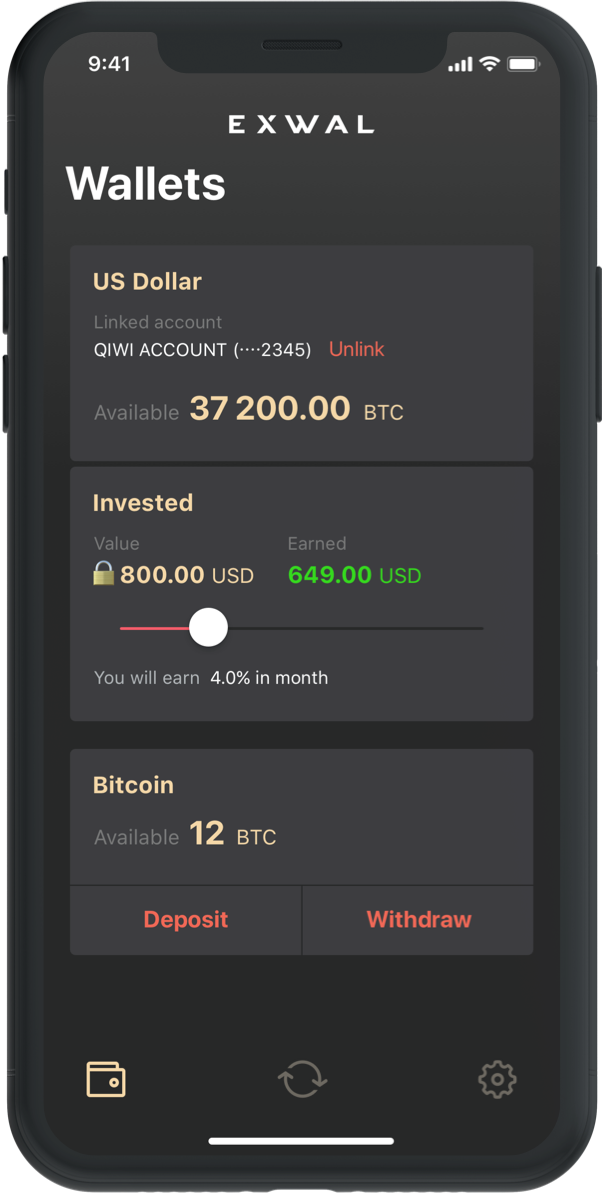 9:41
EXWAL
Wallets
US Dollar
Linked account
QIWI ACCOUNT (····2345) Unlink
Available 37 200.00 BTC
Invested
Value Earned
800.00 USD 649.00 USD
You will earn 4.0% in month
Bitcoin
Available 12 BTC
Deposit Withdraw